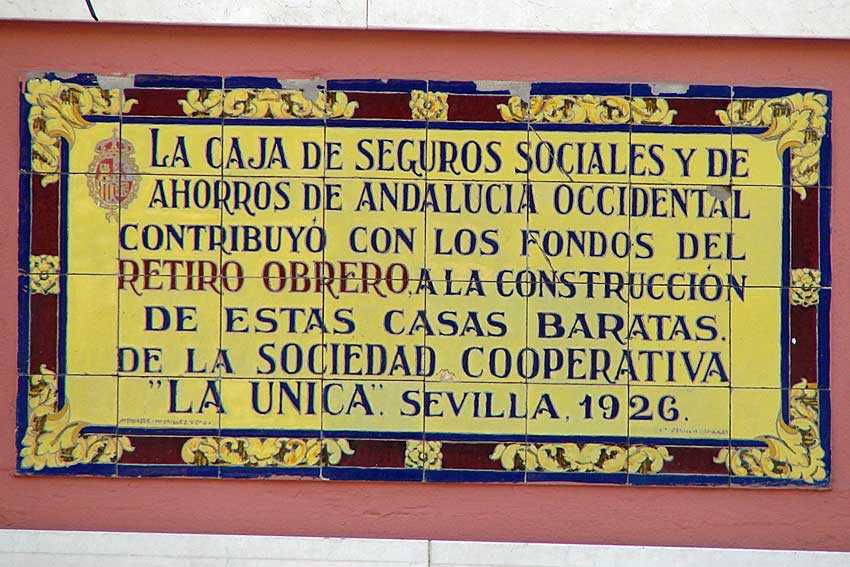 LA CAJA DE SEGUROS SOCIALES Y DE
AHORROS DE ANDALUCIA OCCIDENTAL
CONTRIBUYÓ CON LOS FONDOS DEL
RETIRO OBRERO, A LA CONSTRUCCIÓN
DE ESTAS CASAS BARATAS.
DE LA SOCIEDAD COOPERATIVA
"LA UNICA". SEVILLA, 1926.